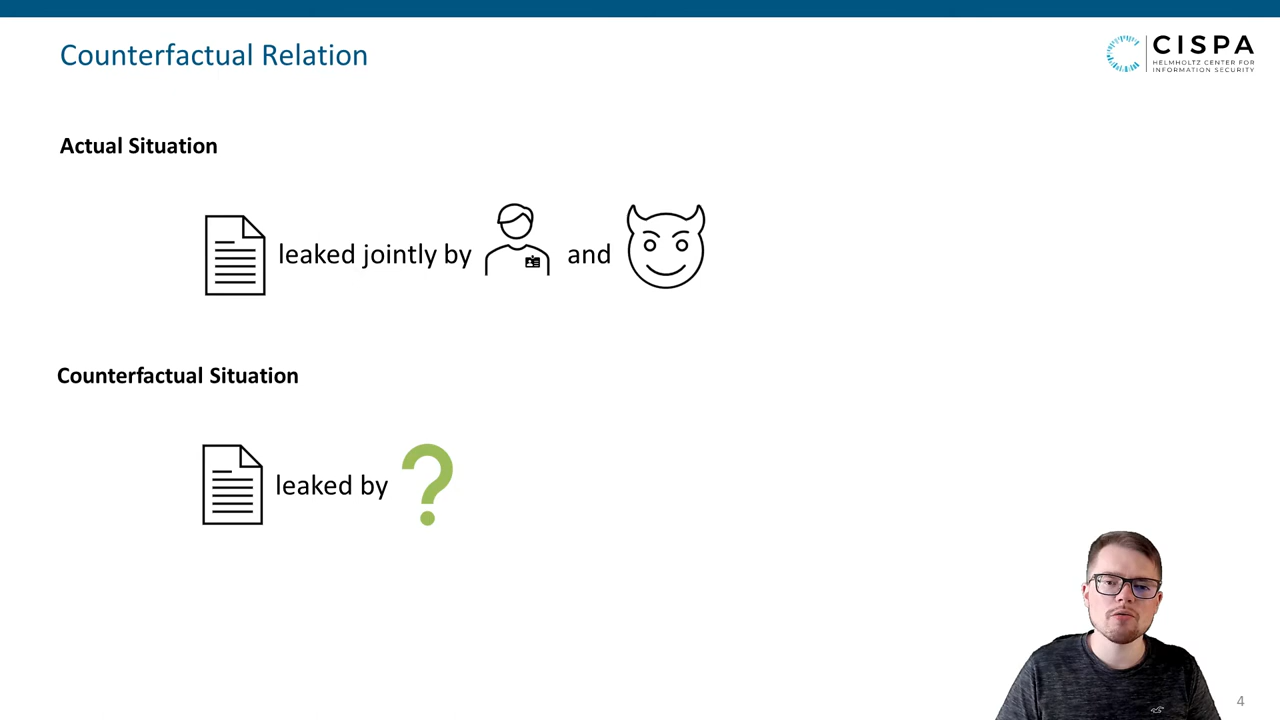 Counterfactual Relation
CISPA
HELMHOLTZ CENTER FOR
INFORMATION SECURITY
Actual Situation
leaked jointly by and
Counterfactual Situation
leaked by ?
4